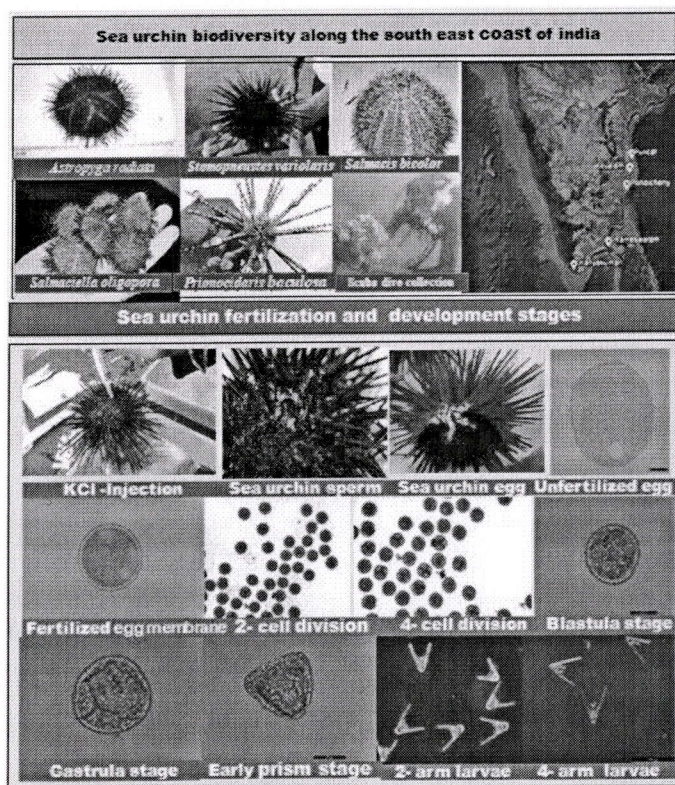 Sea urchin biodiversity along the south east coast of india
Astropyga radiata Stomopneustes variolaris Salmacis bicolor
Salmaciella oligopora Prionocidaris baculosa Scuba dive collection
Sea urchin fertilization and development stages
KCl -Injection Sea urchin sperm Sea urchin egg Unfertilized egg
Fertilized egg membrane 2- cell division 4- cell division Blastula stage
Gastrula stage Early prism stage 2- arm larvae 4- arm larvae